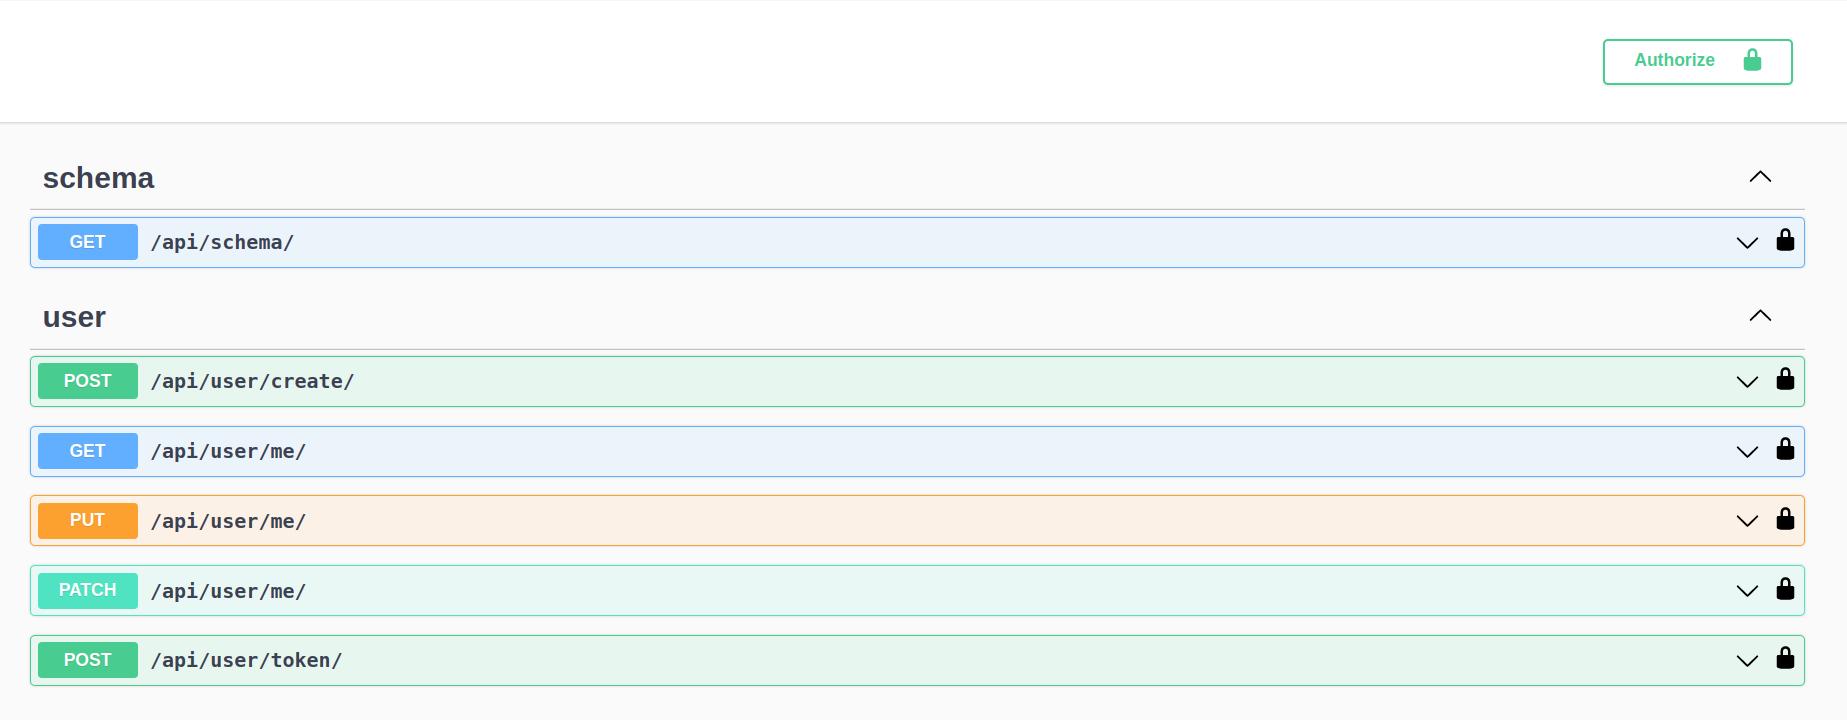 Authorize
schema
GET /api/schema/
user
POST /api/user/create/
GET /api/user/me/
PUT /api/user/me/
PATCH /api/user/me/
POST /api/user/token/